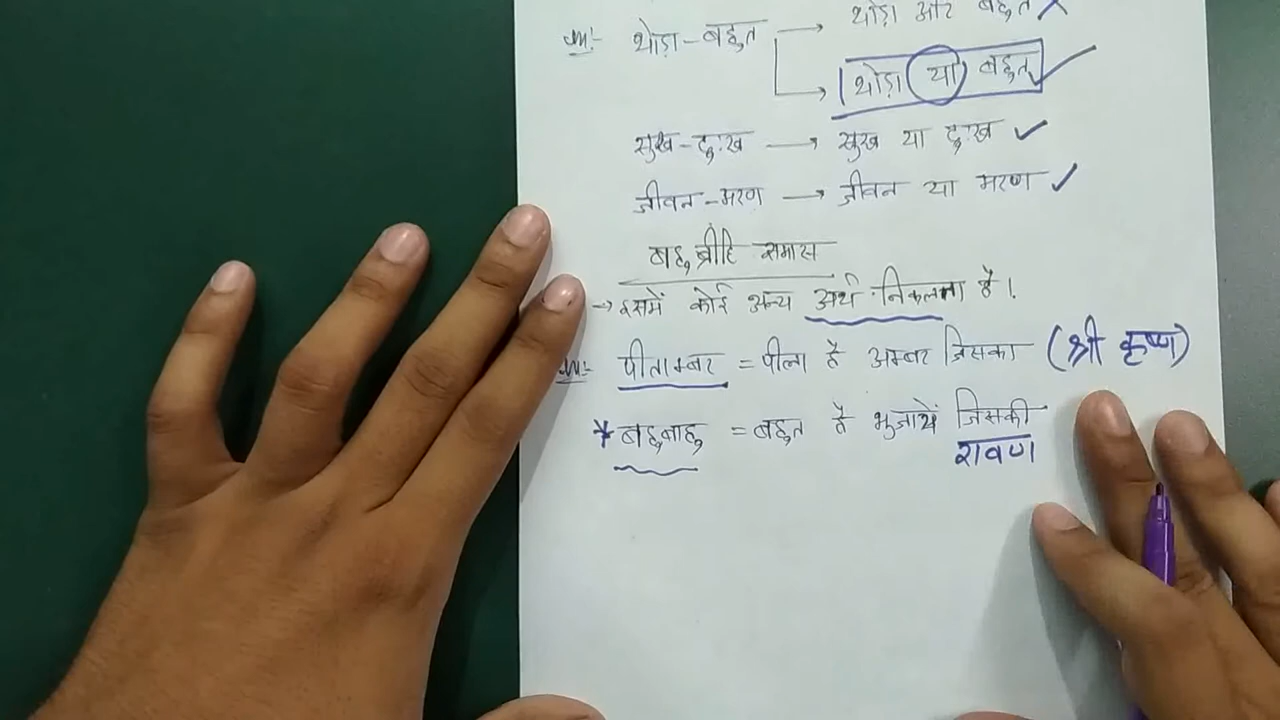 थोड़ा और बहुत ✗
उदा:- थोड़ा-बहुत
थोड़ा या बहुत ✓
सुख-दुःख → सुख या दुःख ✓
जीवन-मरण → जीवन या मरण ✓
बहुब्रीहि समास
→ इसमें कोई अन्य अर्थ निकलता है।
उदा:- पीताम्बर = पीला है अम्बर जिसका (श्री कृष्ण)
* बहुबाहु = बहुत है भुजायें जिसकी
रावण